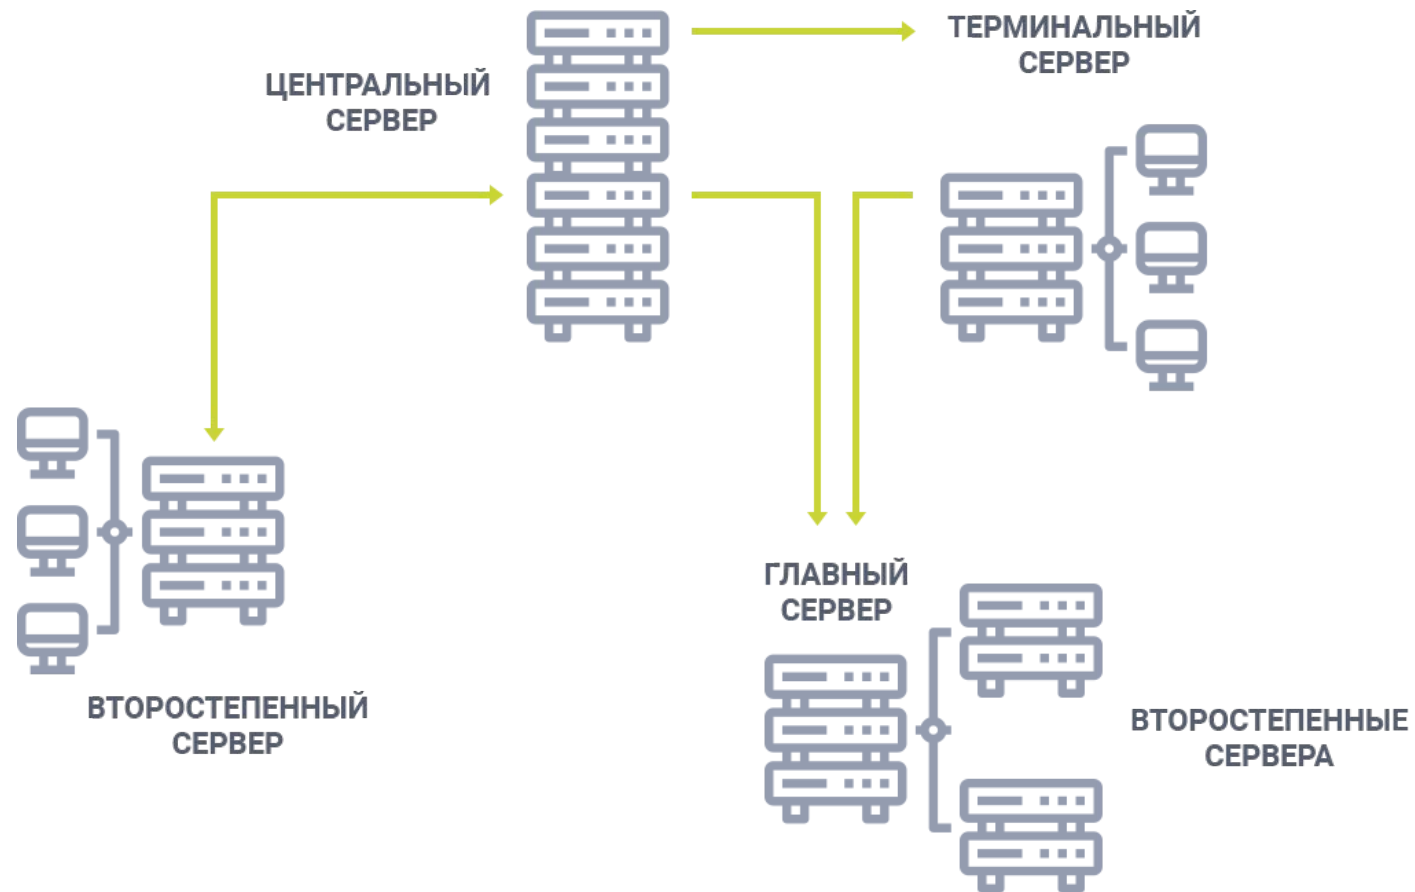 ТЕРМИНАЛЬНЫЙ
СЕРВЕР
ЦЕНТРАЛЬНЫЙ
СЕРВЕР
ГЛАВНЫЙ
СЕРВЕР
ВТОРОСТЕПЕННЫЙ
СЕРВЕР
ВТОРОСТЕПЕННЫЕ
СЕРВЕРА